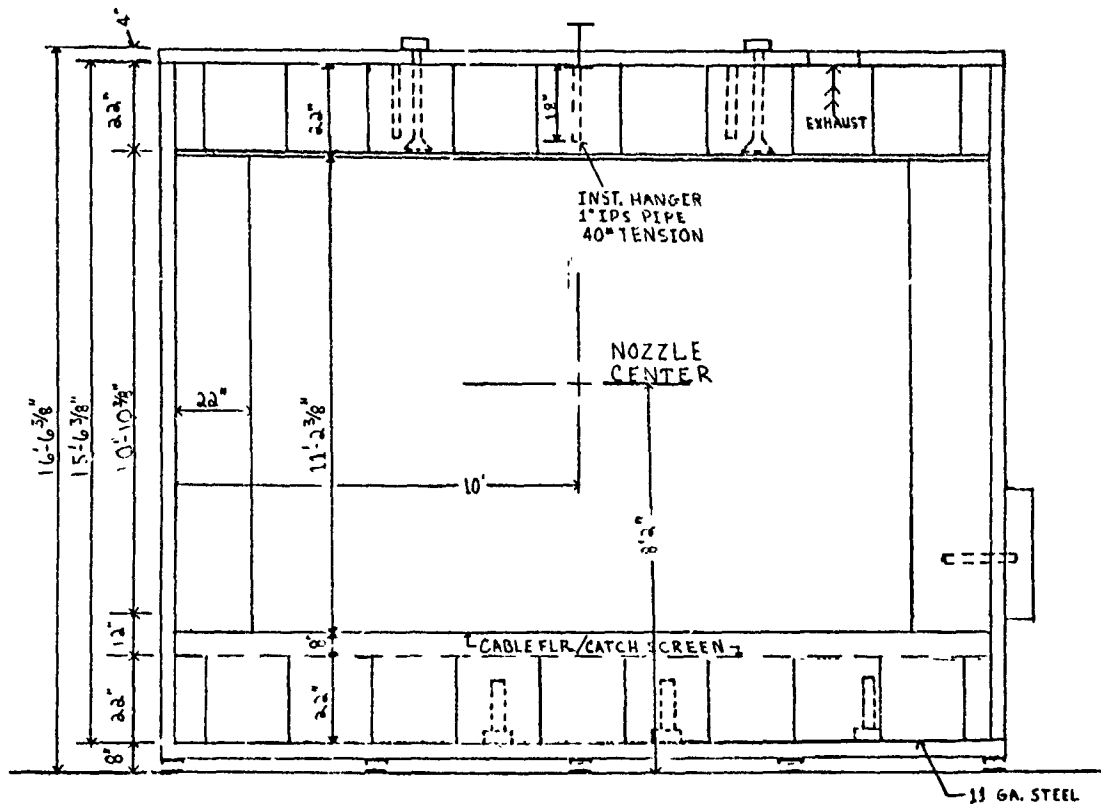 4"
22"
22"
18"
EXHAUST
INST. HANGER
1" IPS PIPE
40# TENSION
NOZZLE
CENTER
16'-6 3/8"
15'-6 3/8"
10'-10 3/8"
22"
11'-2 3/8"
10'
8'2"
12"
8"
CABLE FLR/CATCH SCREEN
22"
22"
8"
11 GA. STEEL